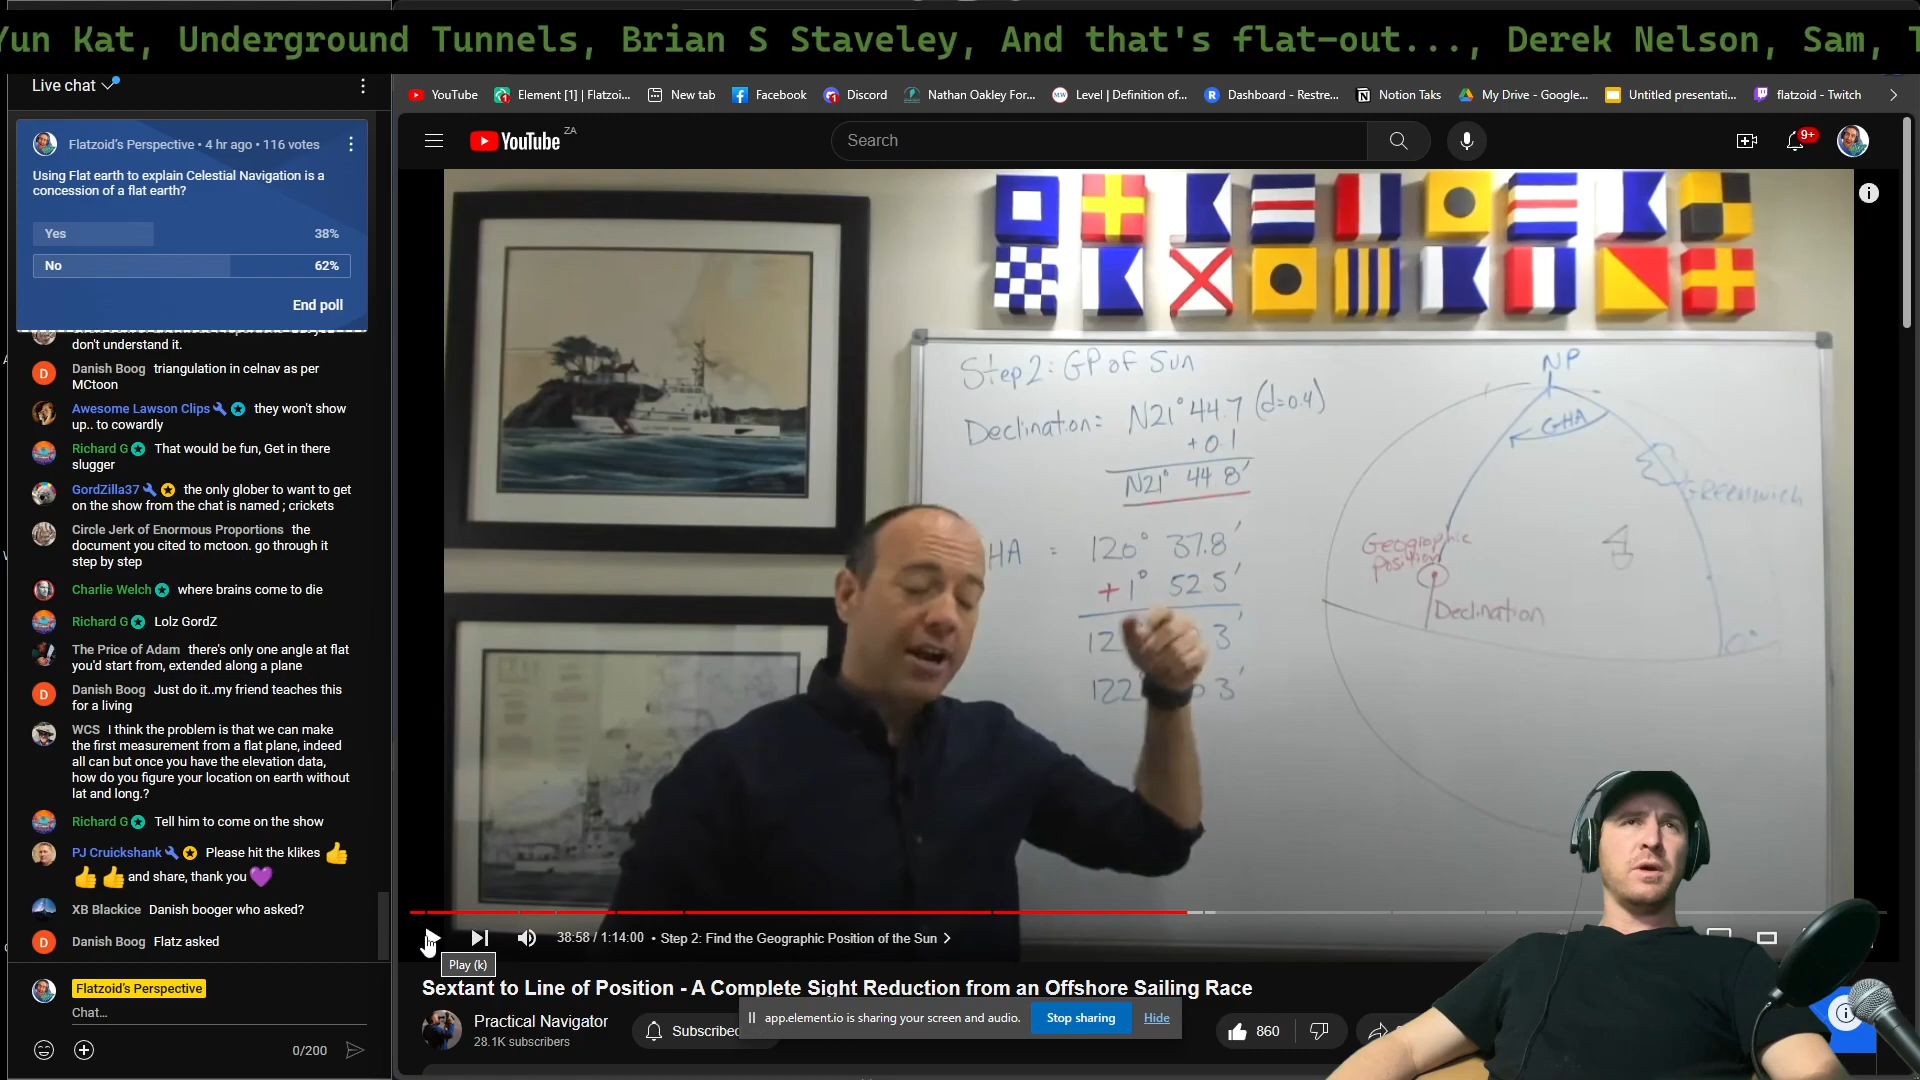 Yun Kat, Underground Tunnels, Brian S Staveley, And that's flat-out..., Derek Nelson, Sam,
Live chat
YouTube
Element [1] | Flatzoi...
New tab
Facebook
Discord
Nathan Oakley For...
Level | Definition of...
Dashboard - Restre...
Notion Taks
My Drive - Google...
Untitled presentati...
flatzoid - Twitch
Flatzoid's Perspective • 4 hr ago • 116 votes
Using Flat earth to explain Celestial Navigation is a
concession of a flat earth?
Yes 38%
No 62%
End poll
don't understand it.
Danish Boog triangulation in celnav as per
MCtoon
Awesome Lawson Clips they won't show
up.. to cowardly
Richard G That would be fun, Get in there
slugger
GordZilla37 the only glober to want to get
on the show from the chat is named ; crickets
Circle Jerk of Enormous Proportions the
document you cited to mctoon. go through it
step by step
Charlie Welch where brains come to die
Richard G Lolz GordZ
The Price of Adam there's only one angle at flat
you'd start from, extended along a plane
Danish Boog Just do it..my friend teaches this
for a living
WCS I think the problem is that we can make
the first measurement from a flat plane, indeed
all can but once you have the elevation data,
how do you figure your location on earth without
lat and long.?
Richard G Tell him to come on the show
PJ Cruickshank Please hit the klikes
and share, thank you
XB Blackice Danish booger who asked?
Danish Boog Flatz asked
Flatzoid's Perspective
Chat...
0/200
YouTube ZA
Search
9+
Step 2: GP of Sun
Declination: N21° 44.7 (d=0.4)
+ 0.1
N21° 44 8'
HA = 120° 37.8'
+ 1° 52 5'
12 3'
122° 3'
NP
GHA
Greenwich
Geographic
Position
Declination
0°
38:58 / 1:14:00 • Step 2: Find the Geographic Position of the Sun
Play (k)
Sextant to Line of Position - A Complete Sight Reduction from an Offshore Sailing Race
Practical Navigator
28.1K subscribers
Subscribed
app.element.io is sharing your screen and audio.
Stop sharing
Hide
860